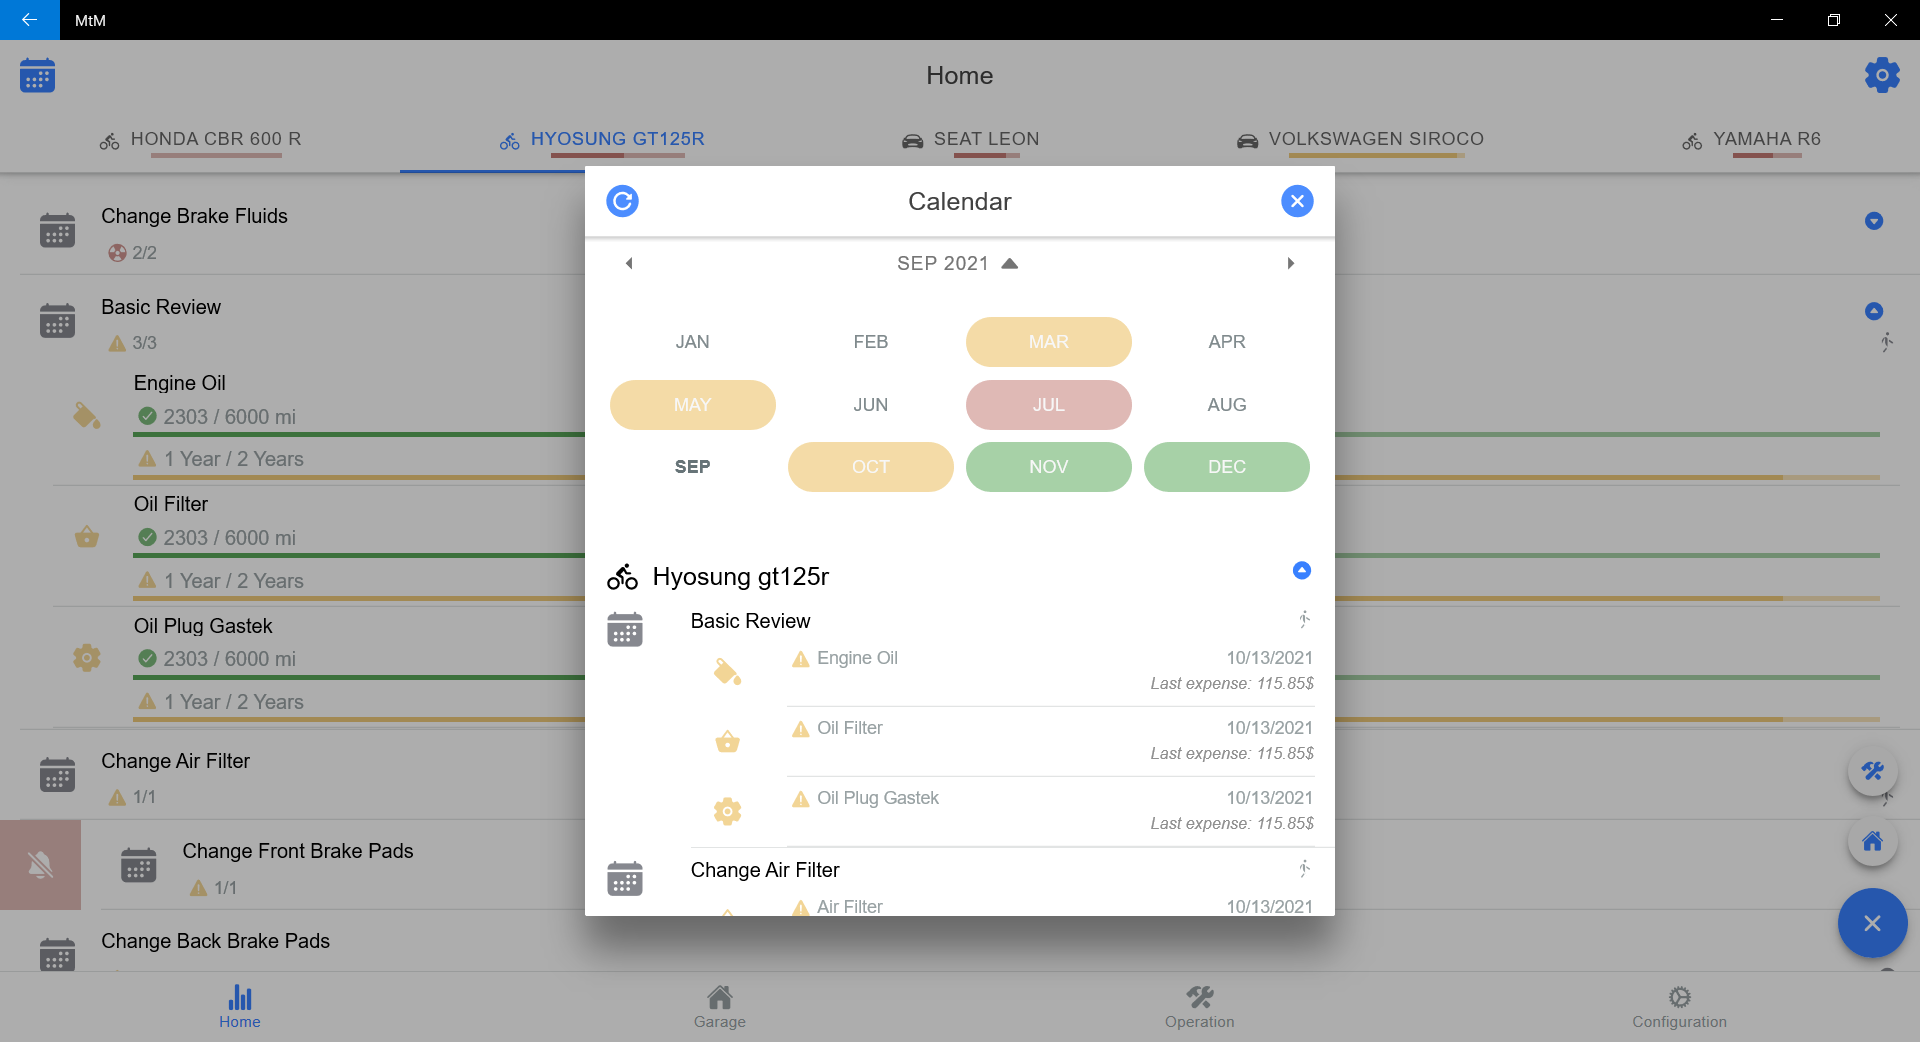 MtM
Home
HONDA CBR 600 R
HYOSUNG GT125R
SEAT LEON
VOLKSWAGEN SIROCO
YAMAHA R6
Change Brake Fluids
2/2
Basic Review
3/3
Engine Oil
2303 / 6000 mi
1 Year / 2 Years
Oil Filter
2303 / 6000 mi
1 Year / 2 Years
Oil Plug Gastek
2303 / 6000 mi
1 Year / 2 Years
Change Air Filter
1/1
Change Front Brake Pads
1/1
Change Back Brake Pads
Calendar
SEP 2021
JAN FEB MAR APR
MAY JUN JUL AUG
SEP OCT NOV DEC
Hyosung gt125r
Basic Review
Engine Oil 10/13/2021
Last expense: 115.85$
Oil Filter 10/13/2021
Last expense: 115.85$
Oil Plug Gastek 10/13/2021
Last expense: 115.85$
Change Air Filter
Air Filter 10/13/2021
Home
Garage
Operation
Configuration